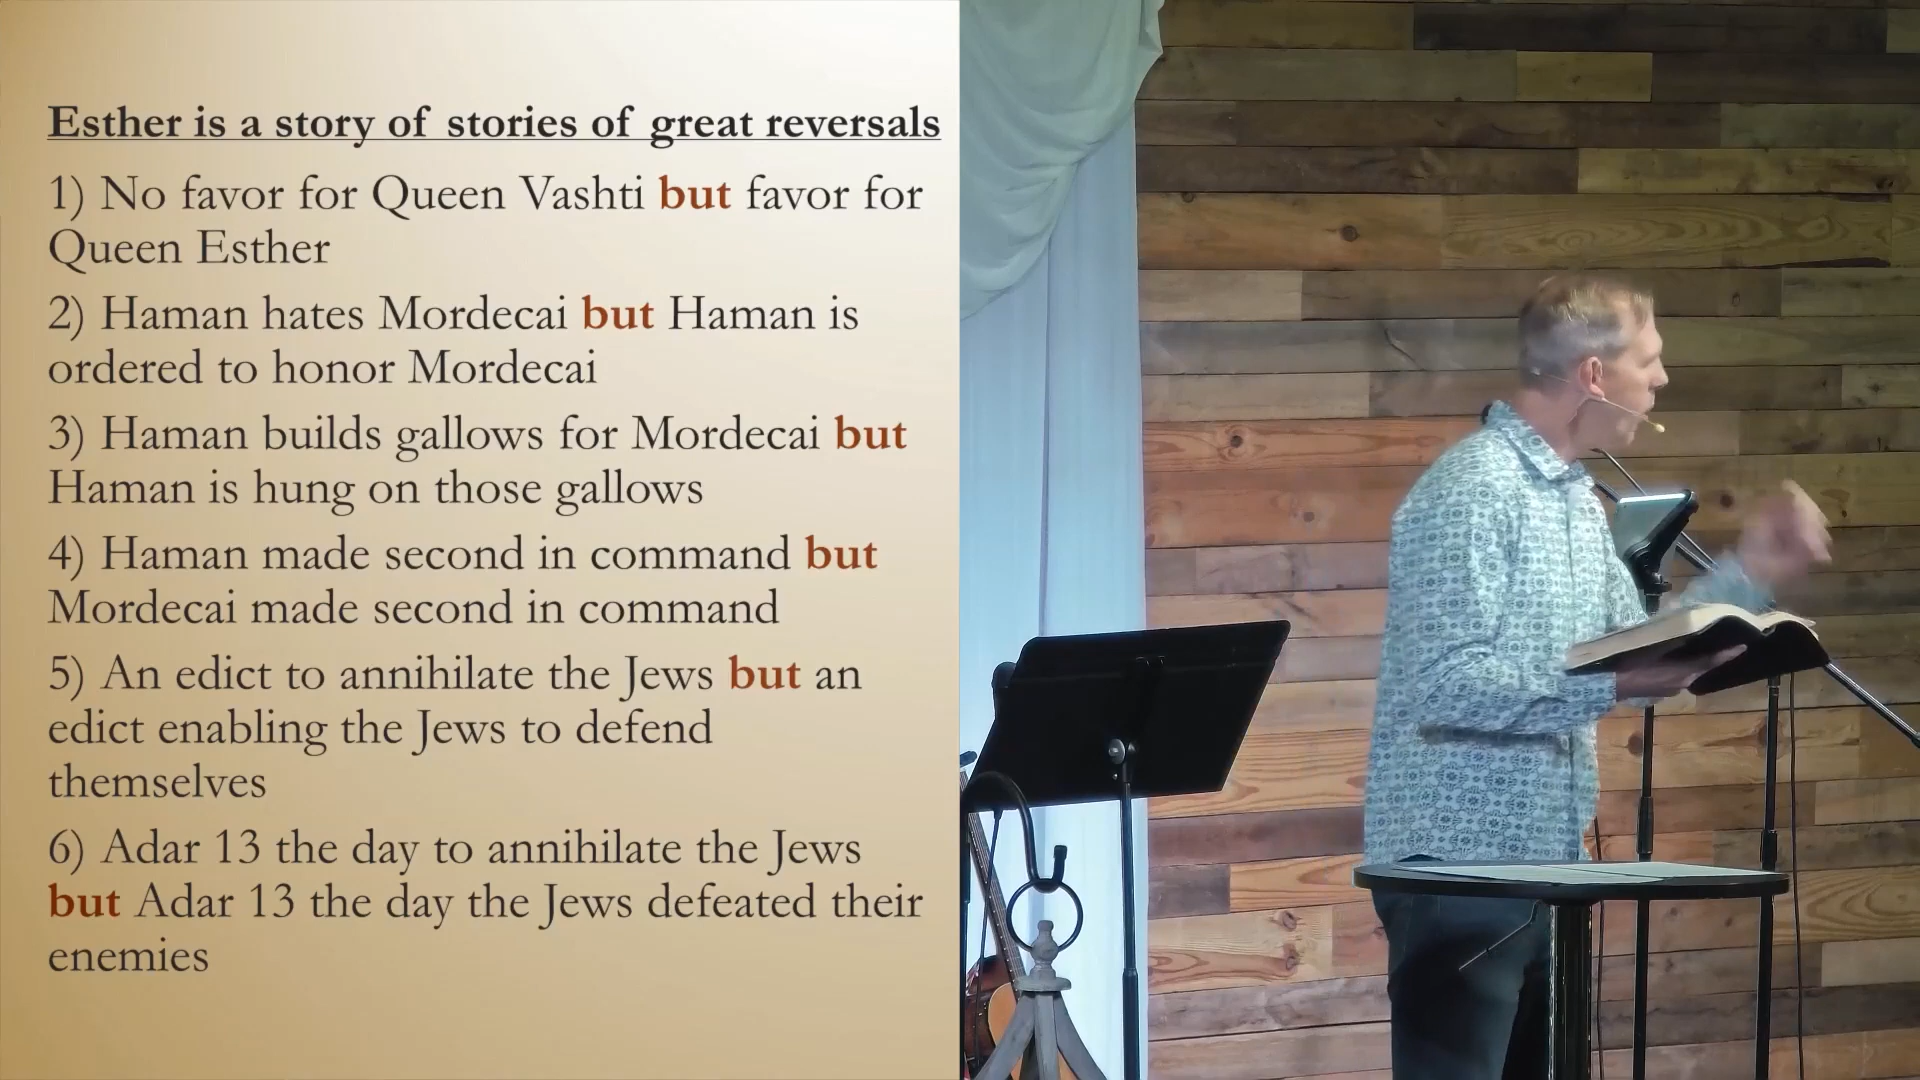 Esther is a story of stories of great reversals
1) No favor for Queen Vashti but favor for
Queen Esther
2) Haman hates Mordecai but Haman is
ordered to honor Mordecai
3) Haman builds gallows for Mordecai but
Haman is hung on those gallows
4) Haman made second in command but
Mordecai made second in command
5) An edict to annihilate the Jews but an
edict enabling the Jews to defend
themselves
6) Adar 13 the day to annihilate the Jews
but Adar 13 the day the Jews defeated their
enemies